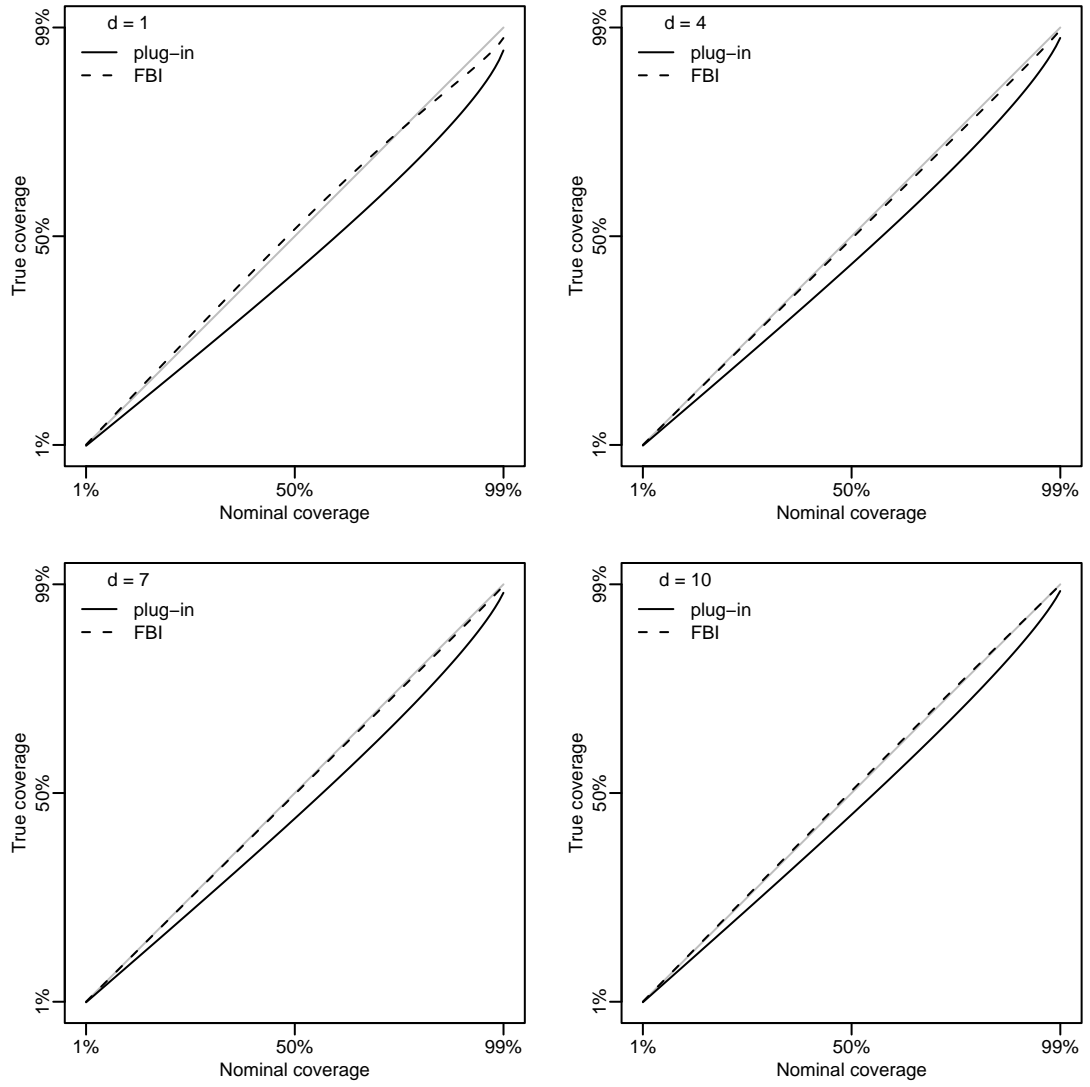 d = 1
plug−in
FBI
99%
50%
1%
True coverage
1%
50%
99%
Nominal coverage
d = 4
plug−in
FBI
99%
50%
1%
True coverage
1%
50%
99%
Nominal coverage
d = 7
plug−in
FBI
99%
50%
1%
True coverage
1%
50%
99%
Nominal coverage
d = 10
plug−in
FBI
99%
50%
1%
True coverage
1%
50%
99%
Nominal coverage